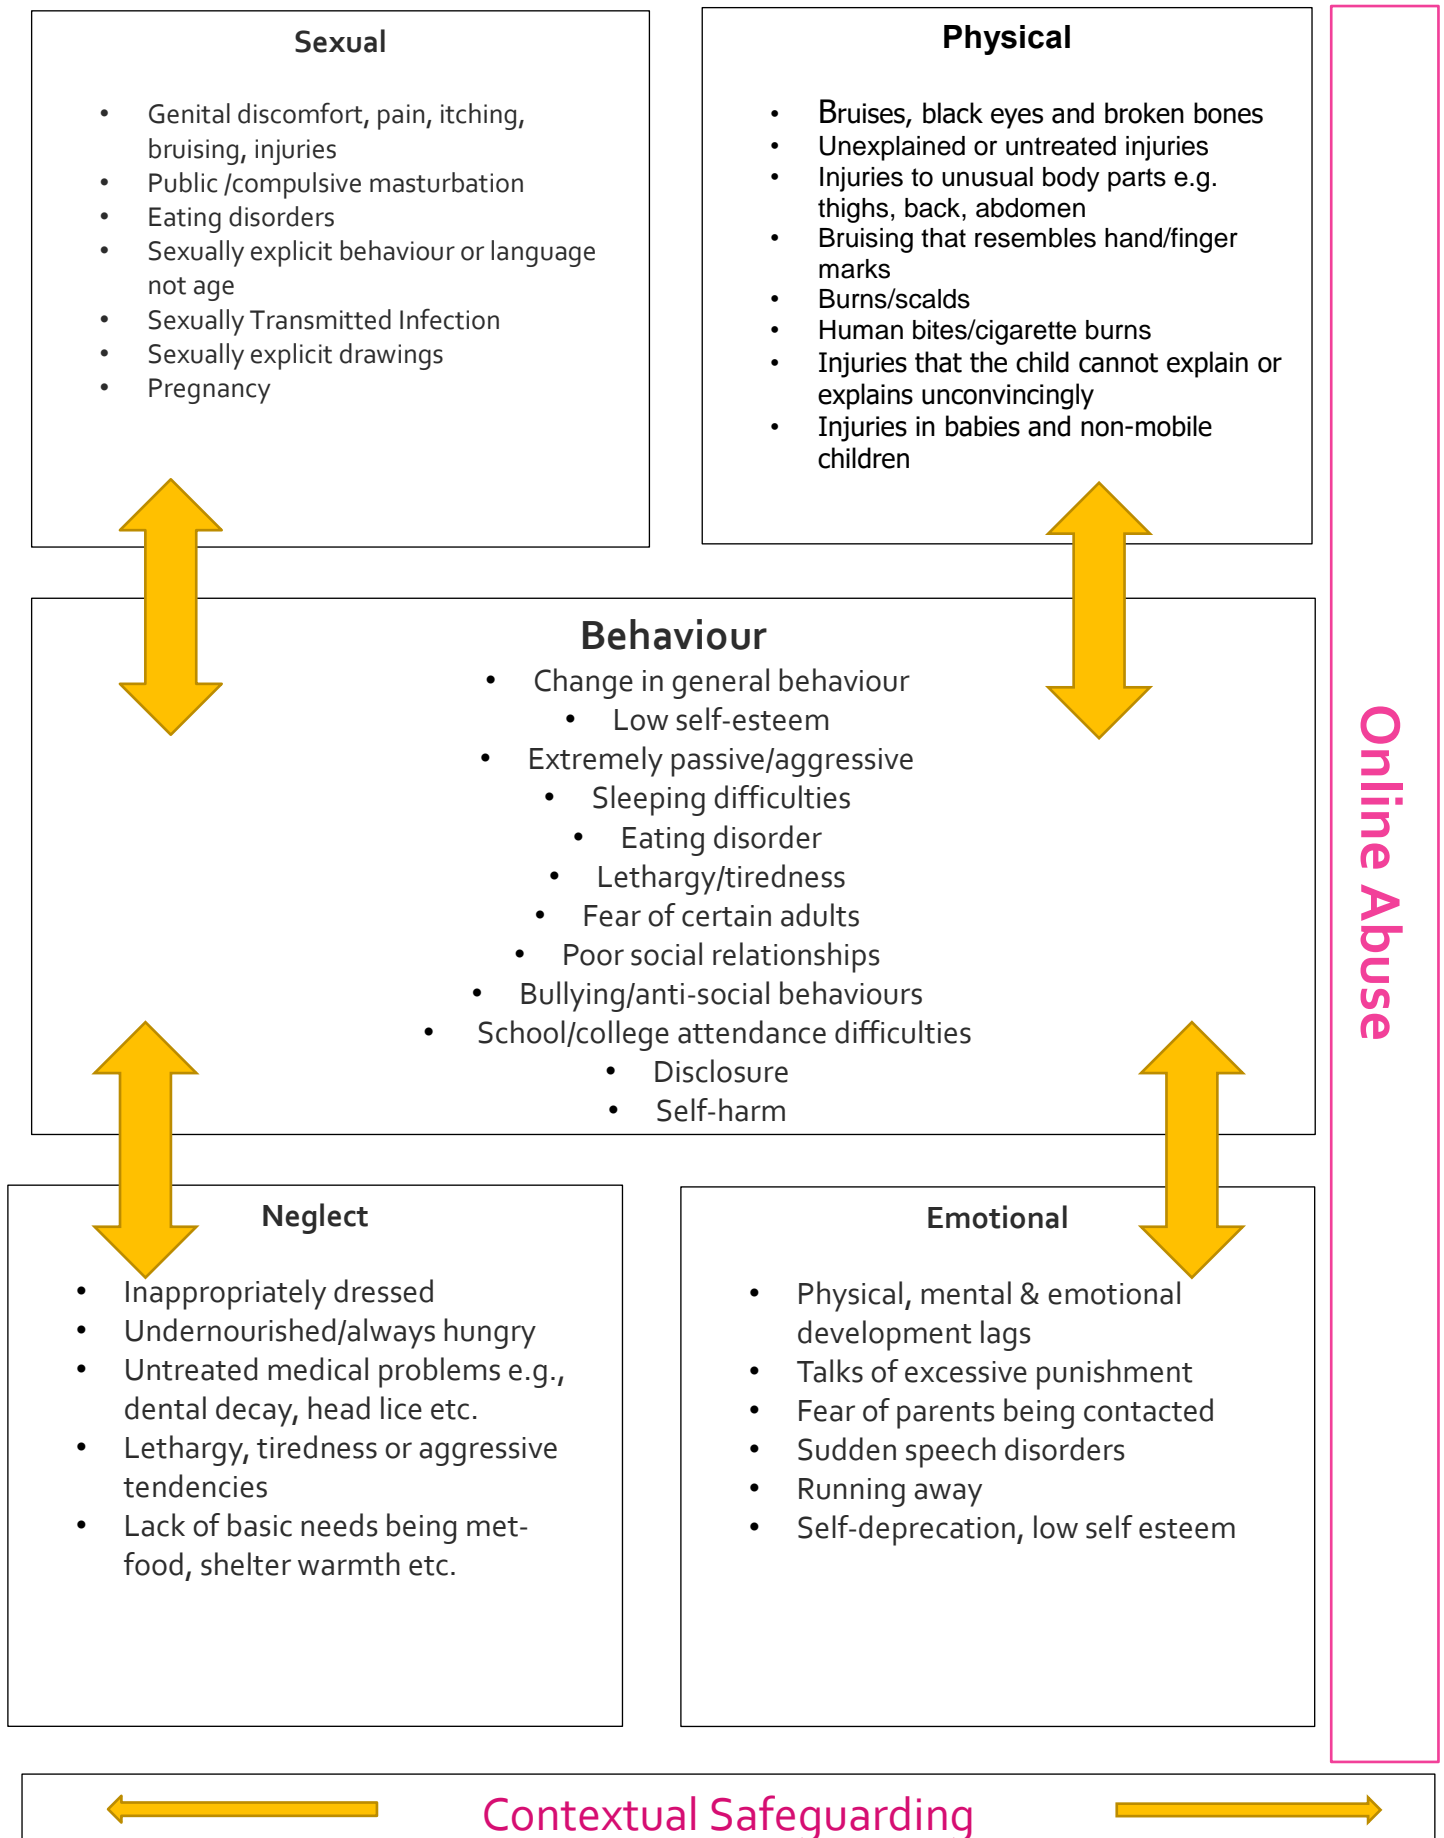 Sexual
• Genital discomfort, pain, itching,
bruising, injuries
• Public /compulsive masturbation
• Eating disorders
• Sexually explicit behaviour or language
not age
• Sexually Transmitted Infection
• Sexually explicit drawings
• Pregnancy
Physical
• Bruises, black eyes and broken bones
• Unexplained or untreated injuries
• Injuries to unusual body parts e.g.
thighs, back, abdomen
• Bruising that resembles hand/finger
marks
• Burns/scalds
• Human bites/cigarette burns
• Injuries that the child cannot explain or
explains unconvincingly
• Injuries in babies and non-mobile
children
Behaviour
• Change in general behaviour
• Low self-esteem
• Extremely passive/aggressive
• Sleeping difficulties
• Eating disorder
• Lethargy/tiredness
• Fear of certain adults
• Poor social relationships
• Bullying/anti-social behaviours
• School/college attendance difficulties
• Disclosure
• Self-harm
Neglect
• Inappropriately dressed
• Undernourished/always hungry
• Untreated medical problems e.g.,
dental decay, head lice etc.
• Lethargy, tiredness or aggressive
tendencies
• Lack of basic needs being met-
food, shelter warmth etc.
Emotional
• Physical, mental & emotional
development lags
• Talks of excessive punishment
• Fear of parents being contacted
• Sudden speech disorders
• Running away
• Self-deprecation, low self esteem
Online Abuse
Contextual Safeguarding